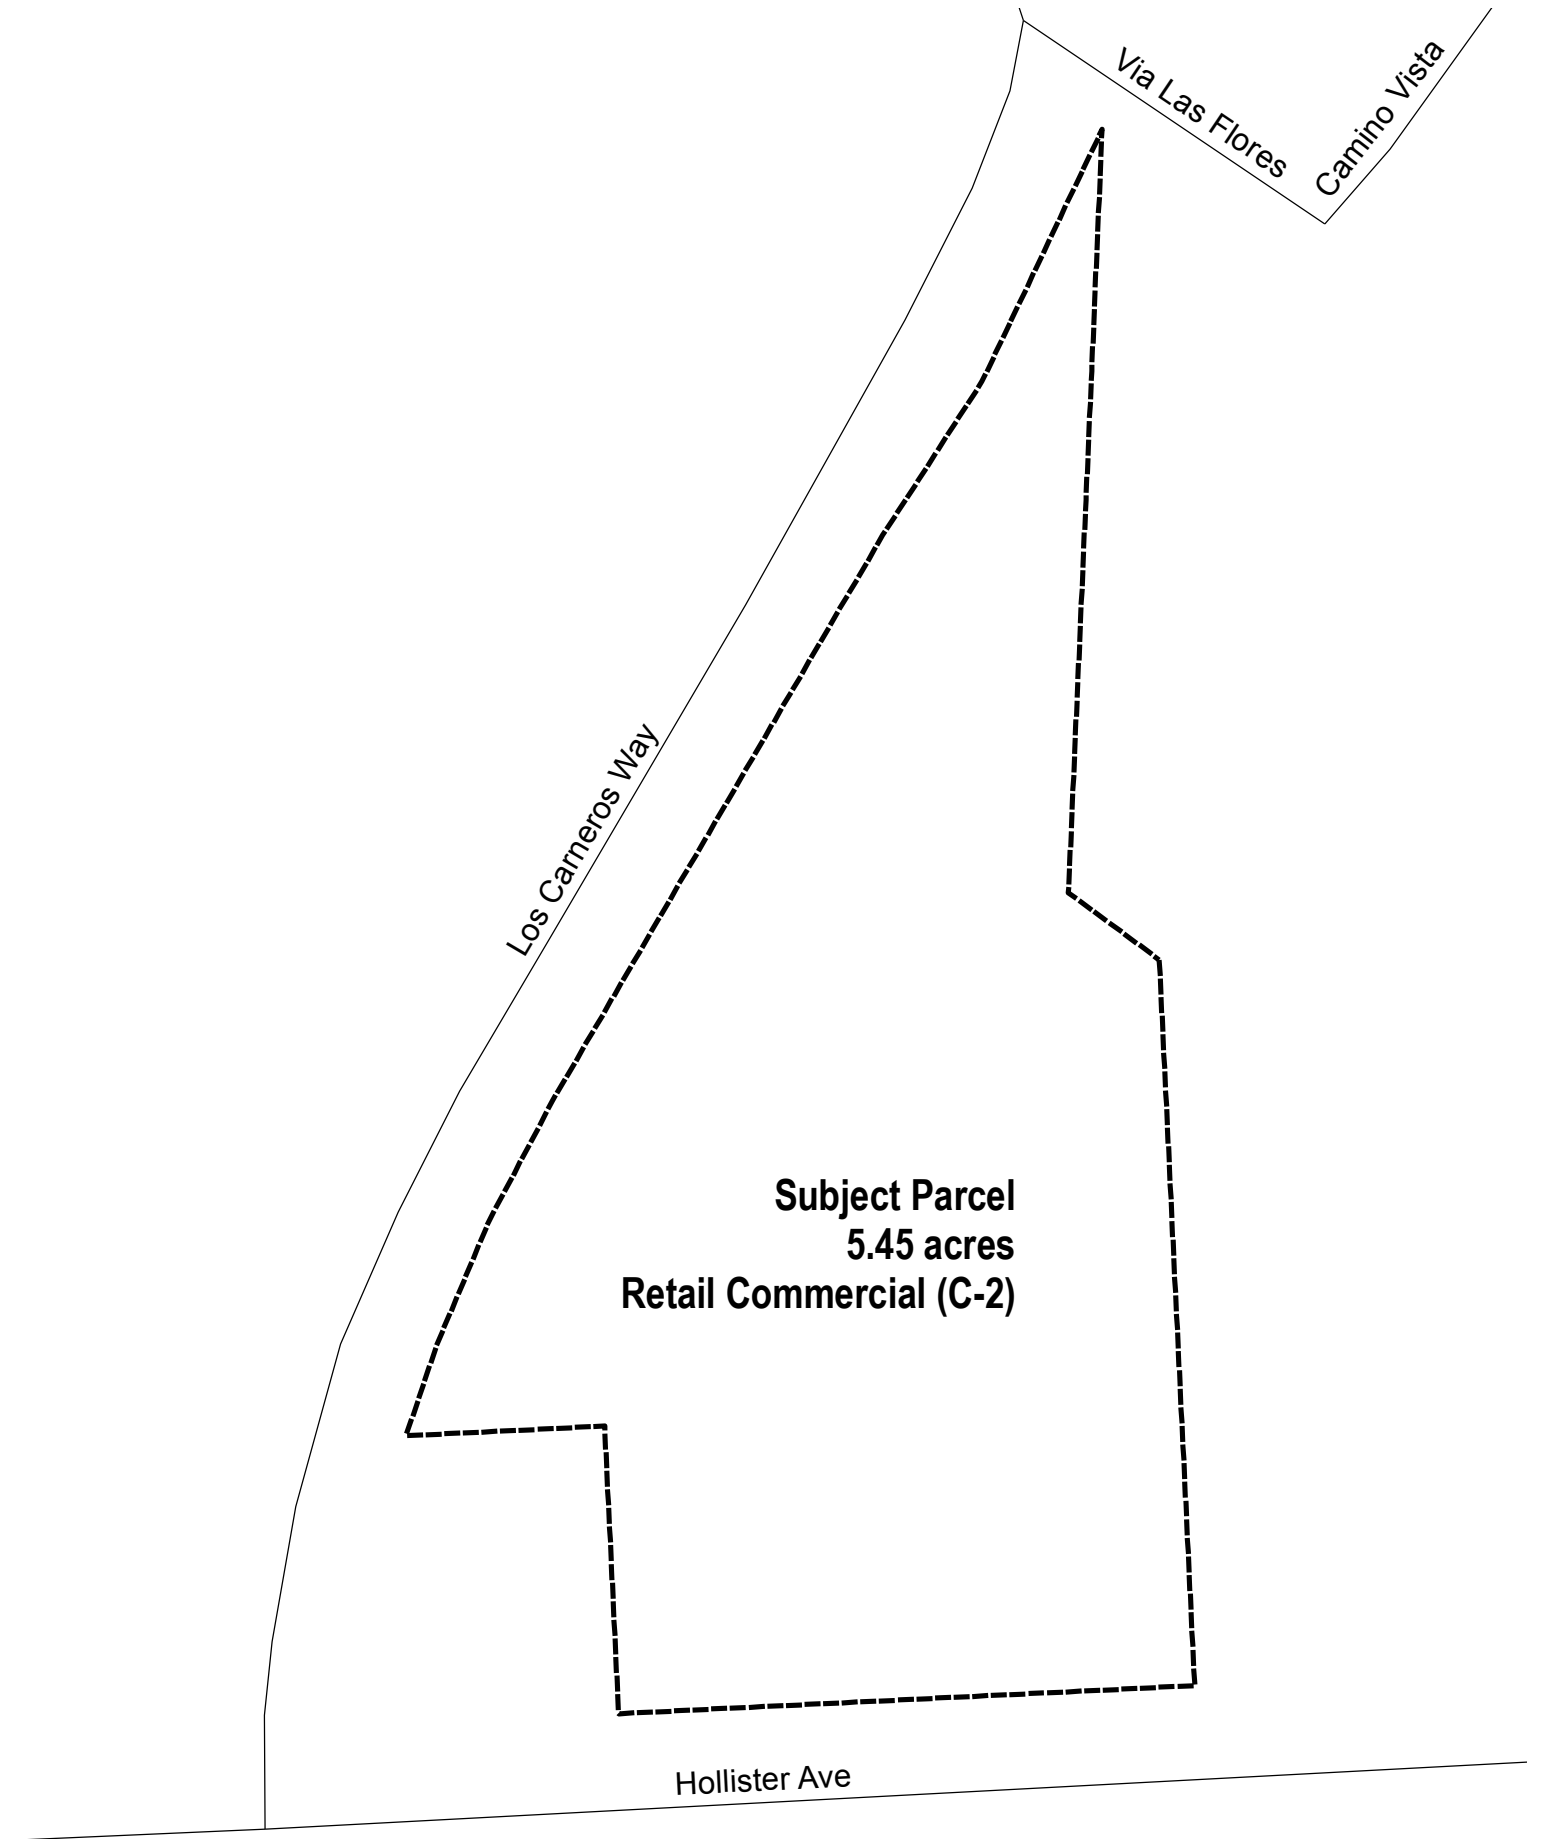 Via Las Flores
Camino Vista
Los Carneros Way
Subject Parcel
5.45 acres
Retail Commercial (C-2)
Hollister Ave